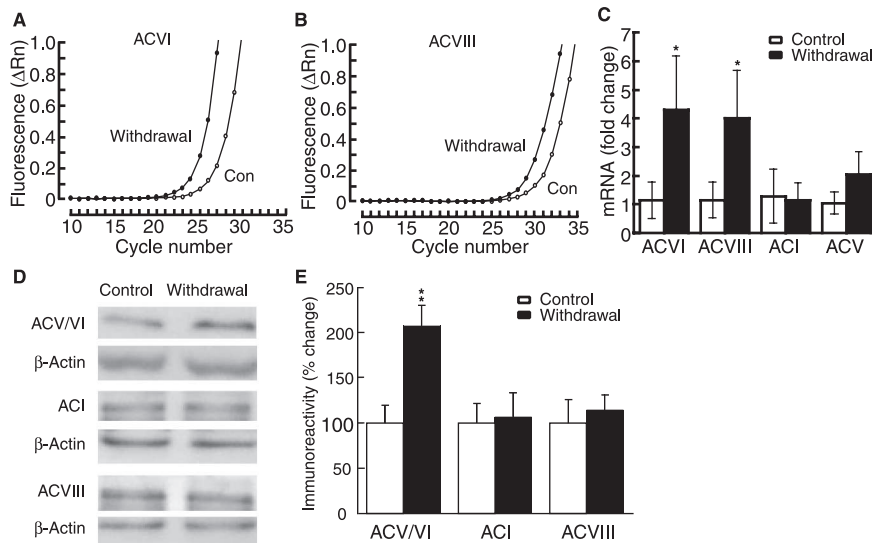 A
ACVI
Fluorescence (ΔRn)
1.0
0.8
0.6
0.4
0.2
0
Withdrawal
Con
10 15 20 25 30 35
Cycle number
B
ACVIII
Fluorescence (ΔRn)
1.0
0.8
0.6
0.4
0.2
0
Withdrawal
Con
10 15 20 25 30 35
Cycle number
C
Control
Withdrawal
mRNA (fold change)
7
6
5
4
3
2
1
0
* *
ACVI ACVIII ACI ACV
D
Control Withdrawal
ACV/VI
β-Actin
ACI
β-Actin
ACVIII
β-Actin
E
Control
Withdrawal
Immunoreactivity (% change)
250
200
150
100
50
0
**
ACV/VI ACI ACVIII